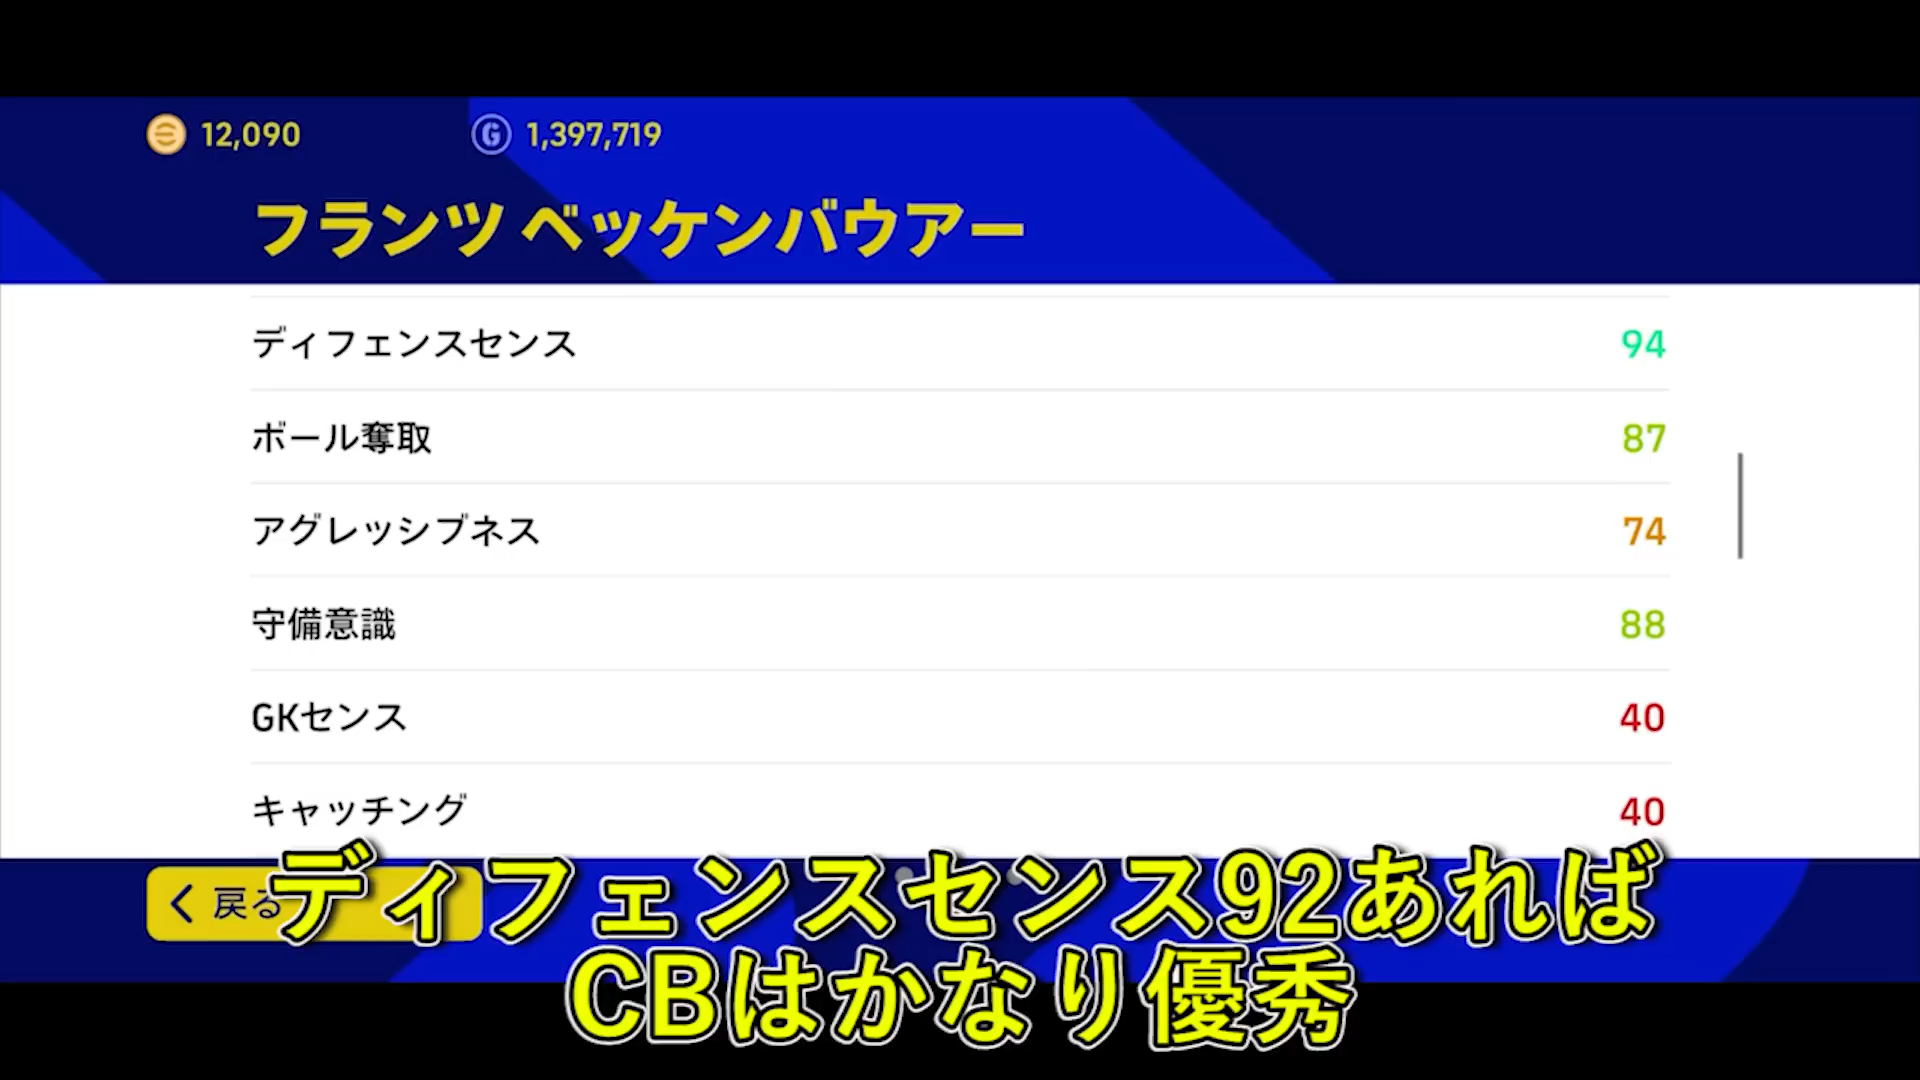 12,090
1,397,719
フランツ ベッケンバウアー
ディフェンスセンス 94
ボール奪取 87
アグレッシブネス 74
守備意識 88
GKセンス 40
キャッチング 40
戻る
ディフェンスセンス92あれば
CBはかなり優秀